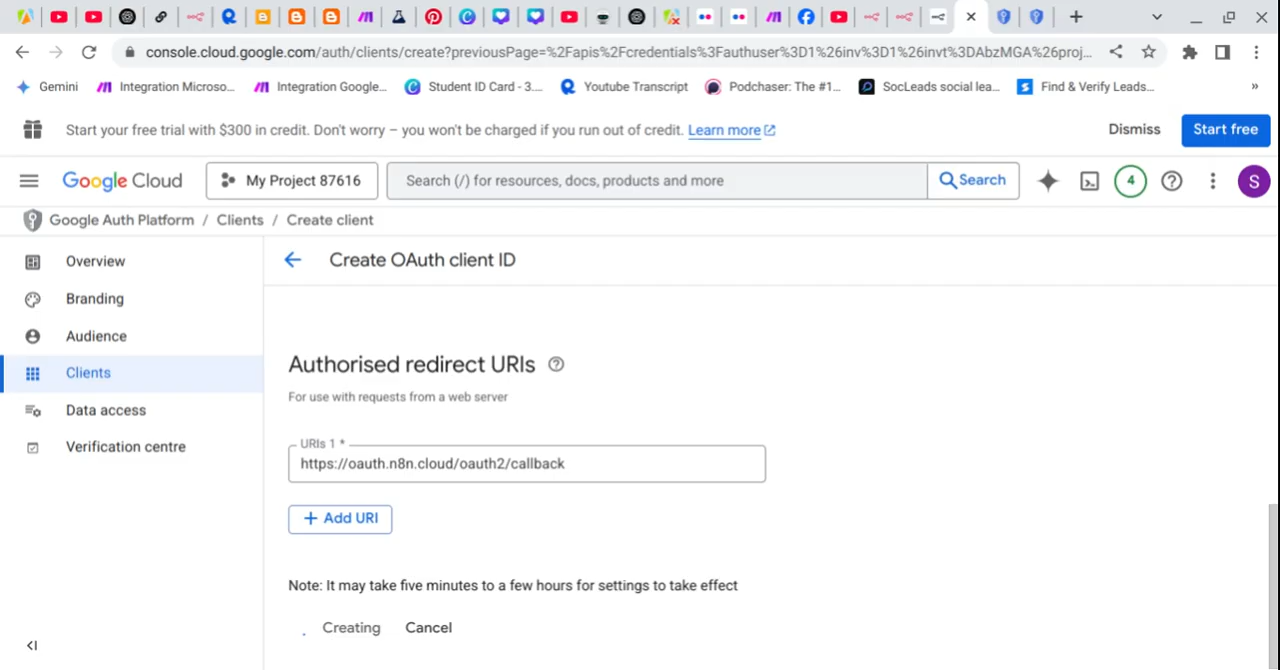 console.cloud.google.com/auth/clients/create?previousPage=%2Fapis%2Fcredentials%3Fauthuser%3D1%26inv%3D1%26invt%3DAbzMGA%26proj...
Gemini
Integration Microso...
Integration Google...
Student ID Card - 3....
Youtube Transcript
Podchaser: The #1...
SocLeads social lea...
Find & Verify Leads...
»
Start your free trial with $300 in credit. Don't worry – you won't be charged if you run out of credit. Learn more
Dismiss
Start free
Google Cloud
My Project 87616
Search (/) for resources, docs, products and more
Search
4
S
Google Auth Platform / Clients / Create client
Overview
Branding
Audience
Clients
Data access
Verification centre
Create OAuth client ID
Authorised redirect URIs
For use with requests from a web server
URIs 1 *
https://oauth.n8n.cloud/oauth2/callback
+ Add URI
Note: It may take five minutes to a few hours for settings to take effect
Creating
Cancel